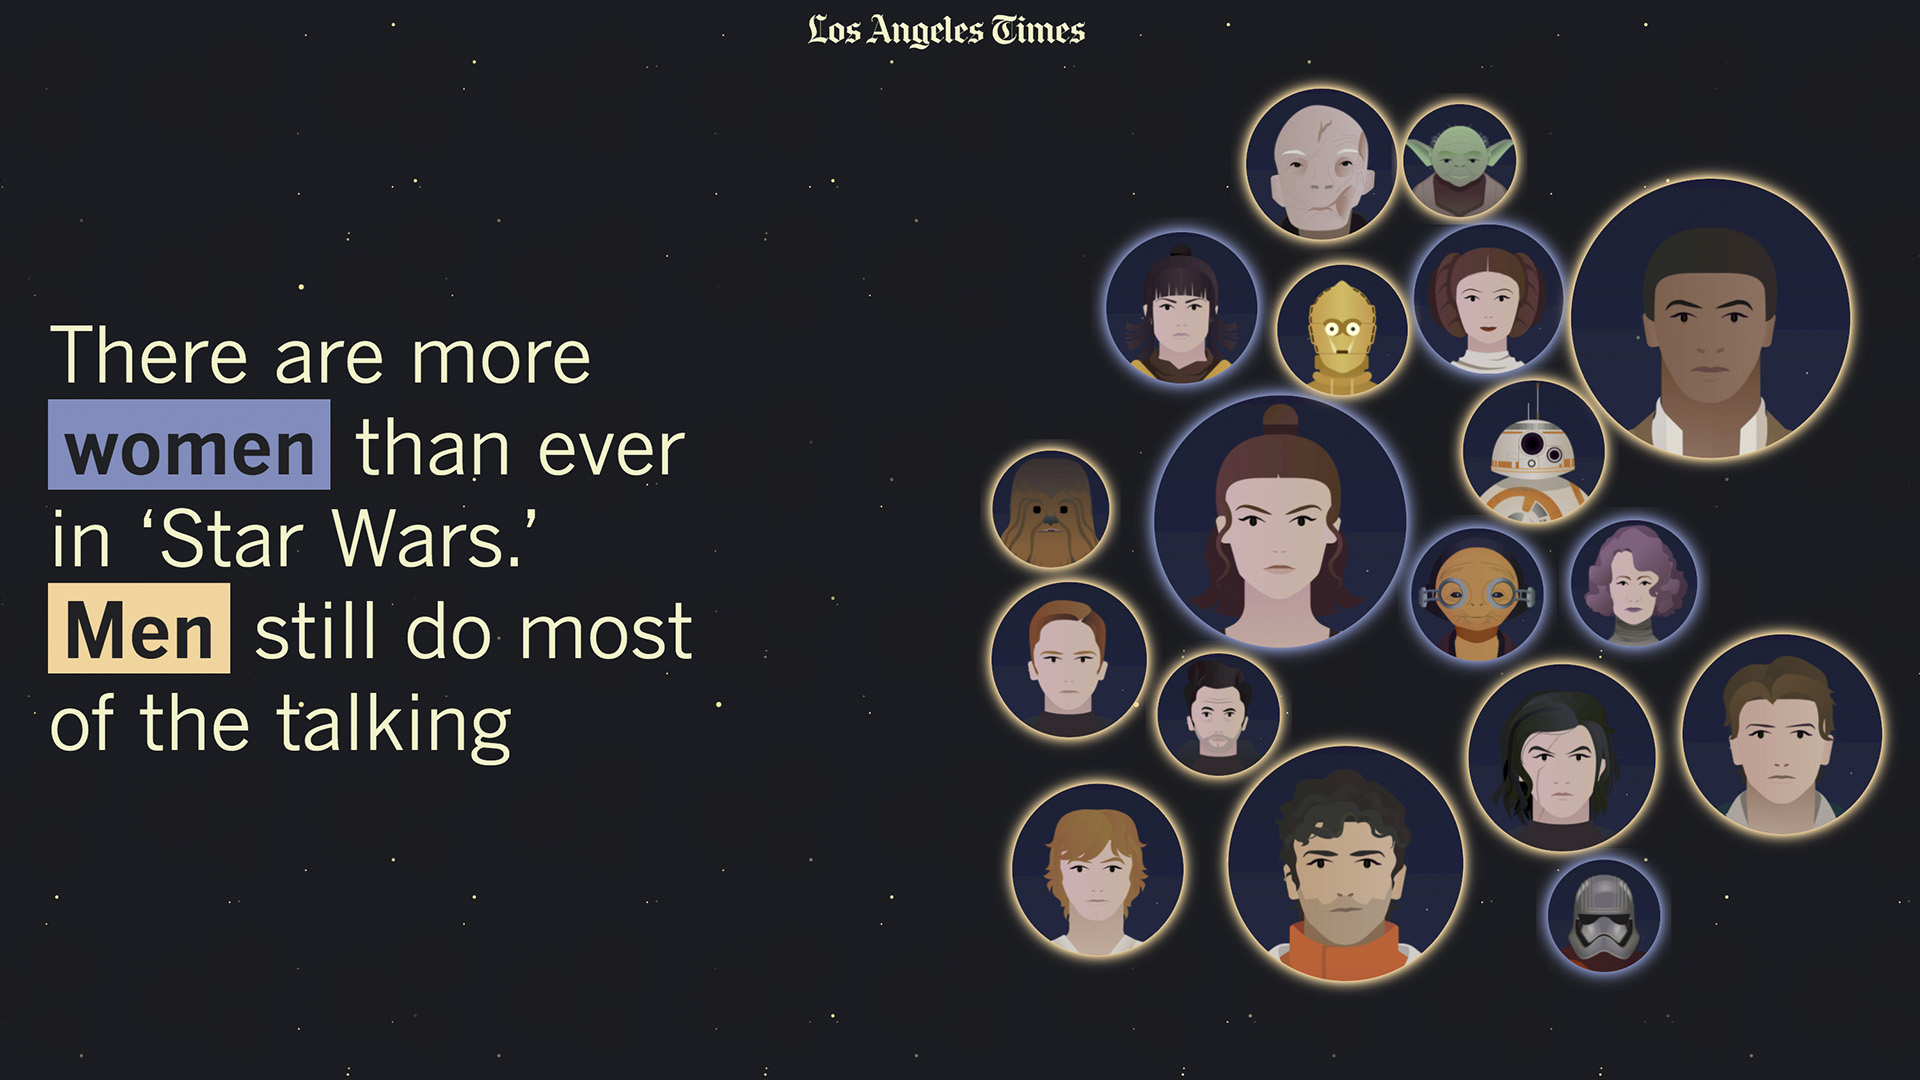 Los Angeles Times
There are more
women than ever
in ‘Star Wars.’
Men still do most
of the talking